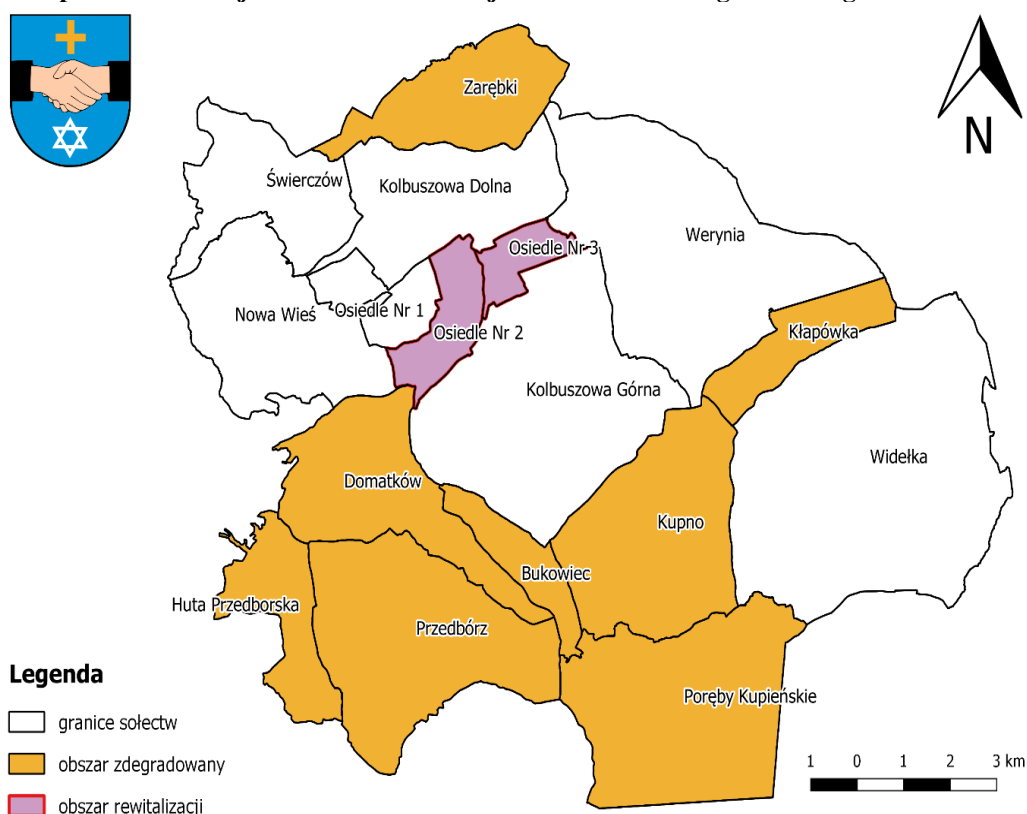 Zarębki
N
Świerczów
Kolbuszowa Dolna
Werynia
Osiedle Nr 3
Nowa Wieś
Osiedle Nr 1
Osiedle Nr 2
Kłapówka
Kolbuszowa Górna
Widełka
Domatków
Kupno
Bukowiec
Huta Przedborska
Przedbórz
Poręby Kupieńskie
Legenda
granice sołectw
obszar zdegradowany
obszar rewitalizacji
1 0 1 2 3 km